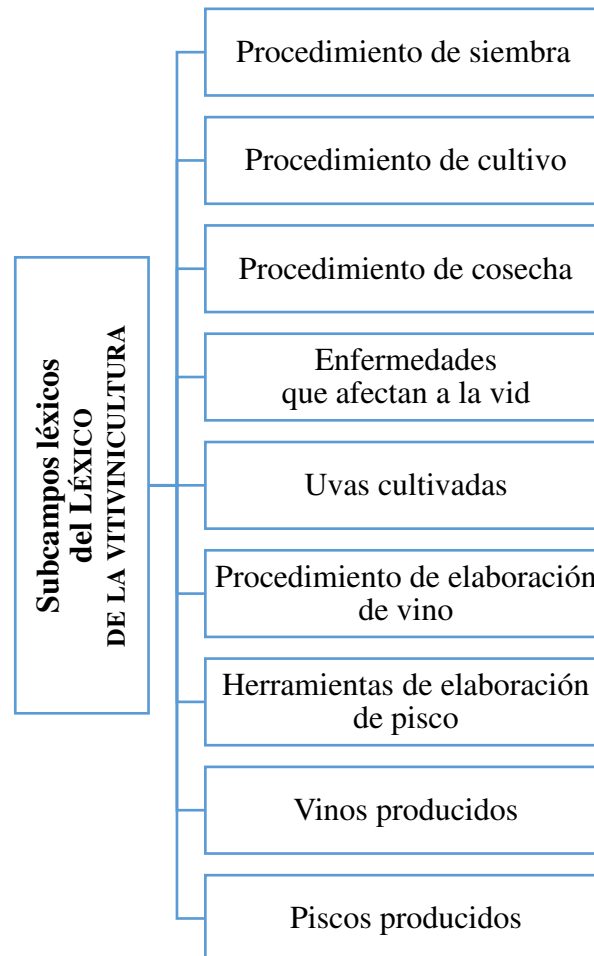 Subcampos léxicos
del LÉXICO
DE LA VITIVINICULTURA
Procedimiento de siembra
Procedimiento de cultivo
Procedimiento de cosecha
Enfermedades
que afectan a la vid
Uvas cultivadas
Procedimiento de elaboración
de vino
Herramientas de elaboración
de pisco
Vinos producidos
Piscos producidos